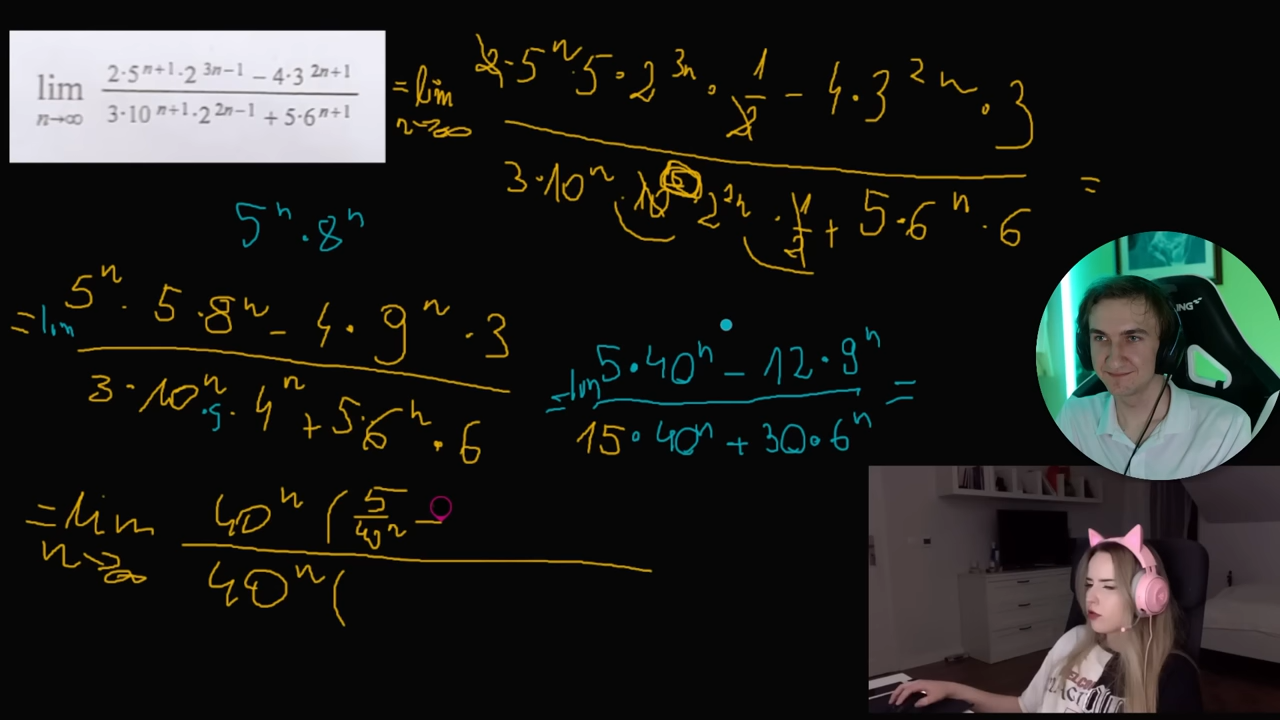 lim n→∞ (2·5^{n+1}·2^{3n−1} − 4·3^{2n+1}) / (3·10^{n+1}·2^{2n−1} + 5·6^{n+1})
= lim n→∞ (2·5^n·5·2^{3n}·1/2 − 4·3^{2n}·3) / (3·10^n·10·2^{2n}·1/2 + 5·6^n·6) =
5^n·8^n
= lim (5^n·5·8^n − 4·9^n·3) / (3·10^n·5·4^n + 5·6^n·6)
= lim (5·40^n − 12·9^n) / (15·40^n + 30·6^n) =
= lim n→∞ 40^n (5/40^n − / 40^n (